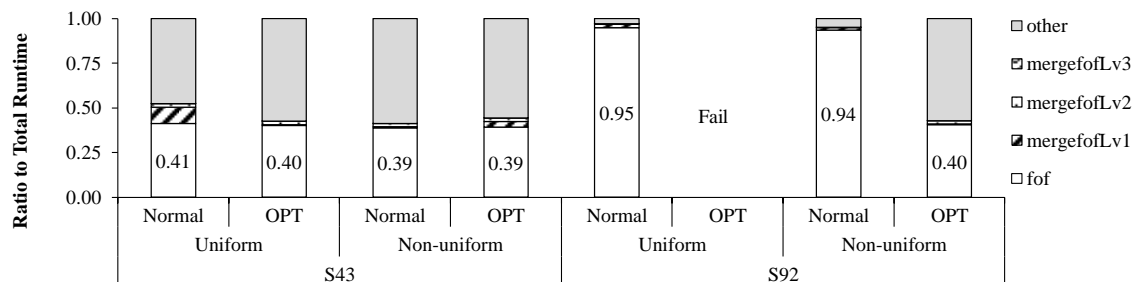 Ratio to Total Runtime
1.00
0.75
0.50
0.25
0.00
0.41
0.40
0.39
0.39
0.95
Fail
0.94
0.40
Normal OPT Normal OPT Normal OPT Normal OPT
Uniform Non-uniform Uniform Non-uniform
S43 S92
other
mergefofLv3
mergefofLv2
mergefofLv1
fof